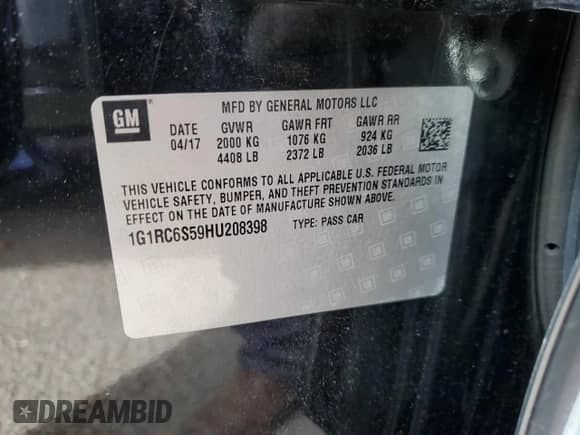 GM
MFD BY GENERAL MOTORS LLC
DATE GVWR GAWR FRT GAWR RR
04/17 2000 KG 1076 KG 924 KG
4408 LB 2372 LB 2036 LB
THIS VEHICLE CONFORMS TO ALL APPLICABLE U.S. FEDERAL MOTOR
VEHICLE SAFETY, BUMPER, AND THEFT PREVENTION STANDARDS IN
EFFECT ON THE DATE OF MANUFACTURE SHOWN ABOVE.
1G1RC6S59HU208398 TYPE: PASS CAR
DREAMBID